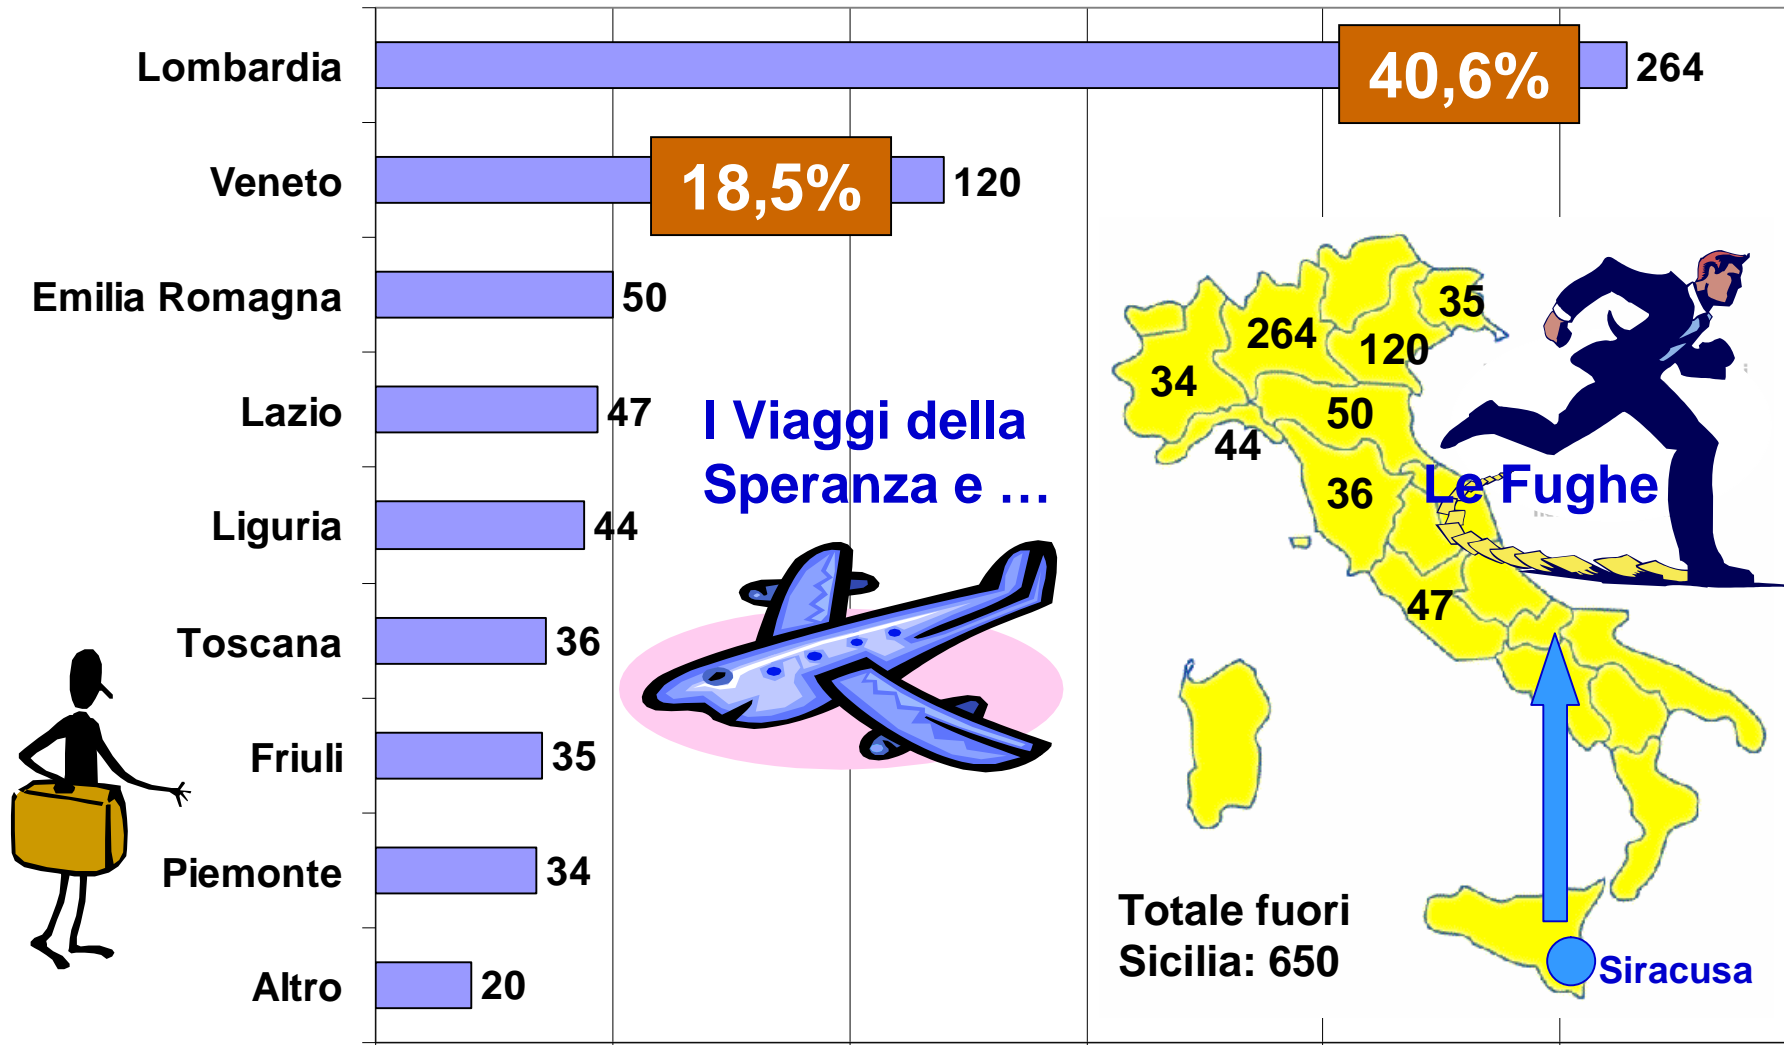 Lombardia
40,6%
264
Veneto
18,5%
120
Emilia Romagna
50
Lazio
47
Liguria
44
Toscana
36
Friuli
35
Piemonte
34
Altro
20
I Viaggi della
Speranza e …
Le Fughe
35
264
120
34
50
44
36
47
Totale fuori
Sicilia: 650
Siracusa